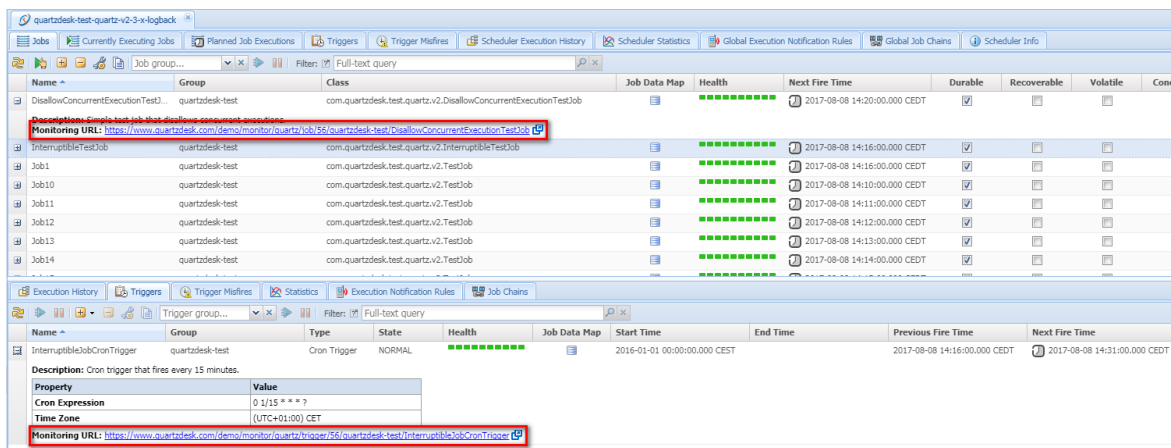 quartzdesk-test-quartz-v2-3-x-logback
Jobs Currently Executing Jobs Planned Job Executions Triggers Trigger Misfires Scheduler Execution History Scheduler Statistics Global Execution Notification Rules Global Job Chains Scheduler Info
Job group... Filter: Full-text query
Name Group Class Job Data Map Health Next Fire Time Durable Recoverable Volatile Conc
DisallowConcurrentExecutionTestJ... quartzdesk-test com.quartzdesk.test.quartz.v2.DisallowConcurrentExecutionTestJob 2017-08-08 14:20:00.000 CEDT
Description: Simple test job that disallows concurrent executions.
Monitoring URL: https://www.quartzdesk.com/demo/monitor/quartz/job/56/quartzdesk-test/DisallowConcurrentExecutionTestJob
InterruptibleTestJob quartzdesk-test com.quartzdesk.test.quartz.v2.InterruptibleTestJob 2017-08-08 14:16:00.000 CEDT
Job1 quartzdesk-test com.quartzdesk.test.quartz.v2.TestJob 2017-08-08 14:16:00.000 CEDT
Job10 quartzdesk-test com.quartzdesk.test.quartz.v2.TestJob 2017-08-08 14:10:00.000 CEDT
Job11 quartzdesk-test com.quartzdesk.test.quartz.v2.TestJob 2017-08-08 14:11:00.000 CEDT
Job12 quartzdesk-test com.quartzdesk.test.quartz.v2.TestJob 2017-08-08 14:12:00.000 CEDT
Job13 quartzdesk-test com.quartzdesk.test.quartz.v2.TestJob 2017-08-08 14:13:00.000 CEDT
Job14 quartzdesk-test com.quartzdesk.test.quartz.v2.TestJob 2017-08-08 14:14:00.000 CEDT
Execution History Triggers Trigger Misfires Statistics Execution Notification Rules Job Chains
Trigger group... Filter: Full-text query
Name Group Type State Health Job Data Map Start Time End Time Previous Fire Time Next Fire Time
InterruptibleJobCronTrigger quartzdesk-test Cron Trigger NORMAL 2016-01-01 00:00:00.000 CEST 2017-08-08 14:16:00.000 CEDT 2017-08-08 14:31:00.000 CEDT
Description: Cron trigger that fires every 15 minutes.
Property Value
Cron Expression 0 1/15 * * * ?
Time Zone (UTC+01:00) CET
Monitoring URL: https://www.quartzdesk.com/demo/monitor/quartz/trigger/56/quartzdesk-test/InterruptibleJobCronTrigger